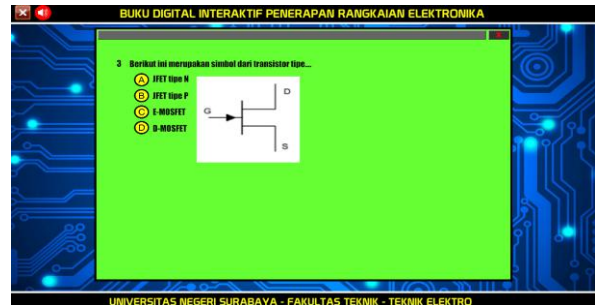 BUKU DIGITAL INTERAKTIF PENERAPAN RANGKAIAN ELEKTRONIKA
3 Berikut ini merupakan simbol dari transistor tipe...
A JFET tipe N
B JFET tipe P
C E-MOSFET
D D-MOSFET
D
G
S
UNIVERSITAS NEGERI SURABAYA - FAKULTAS TEKNIK - TEKNIK ELEKTRO